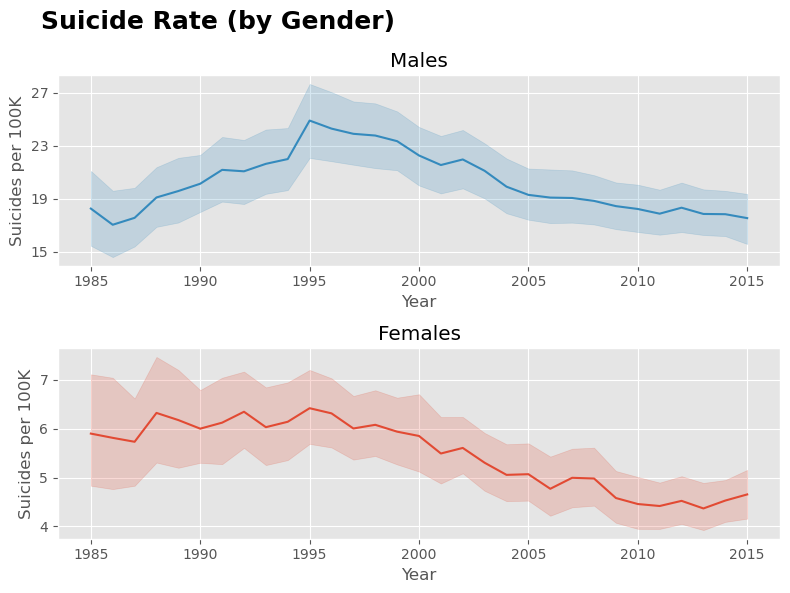 Suicide Rate (by Gender)
Males
Suicides per 100K
27
23
19
15
1985 1990 1995 2000 2005 2010 2015
Year
Females
Suicides per 100K
7
6
5
4
1985 1990 1995 2000 2005 2010 2015
Year